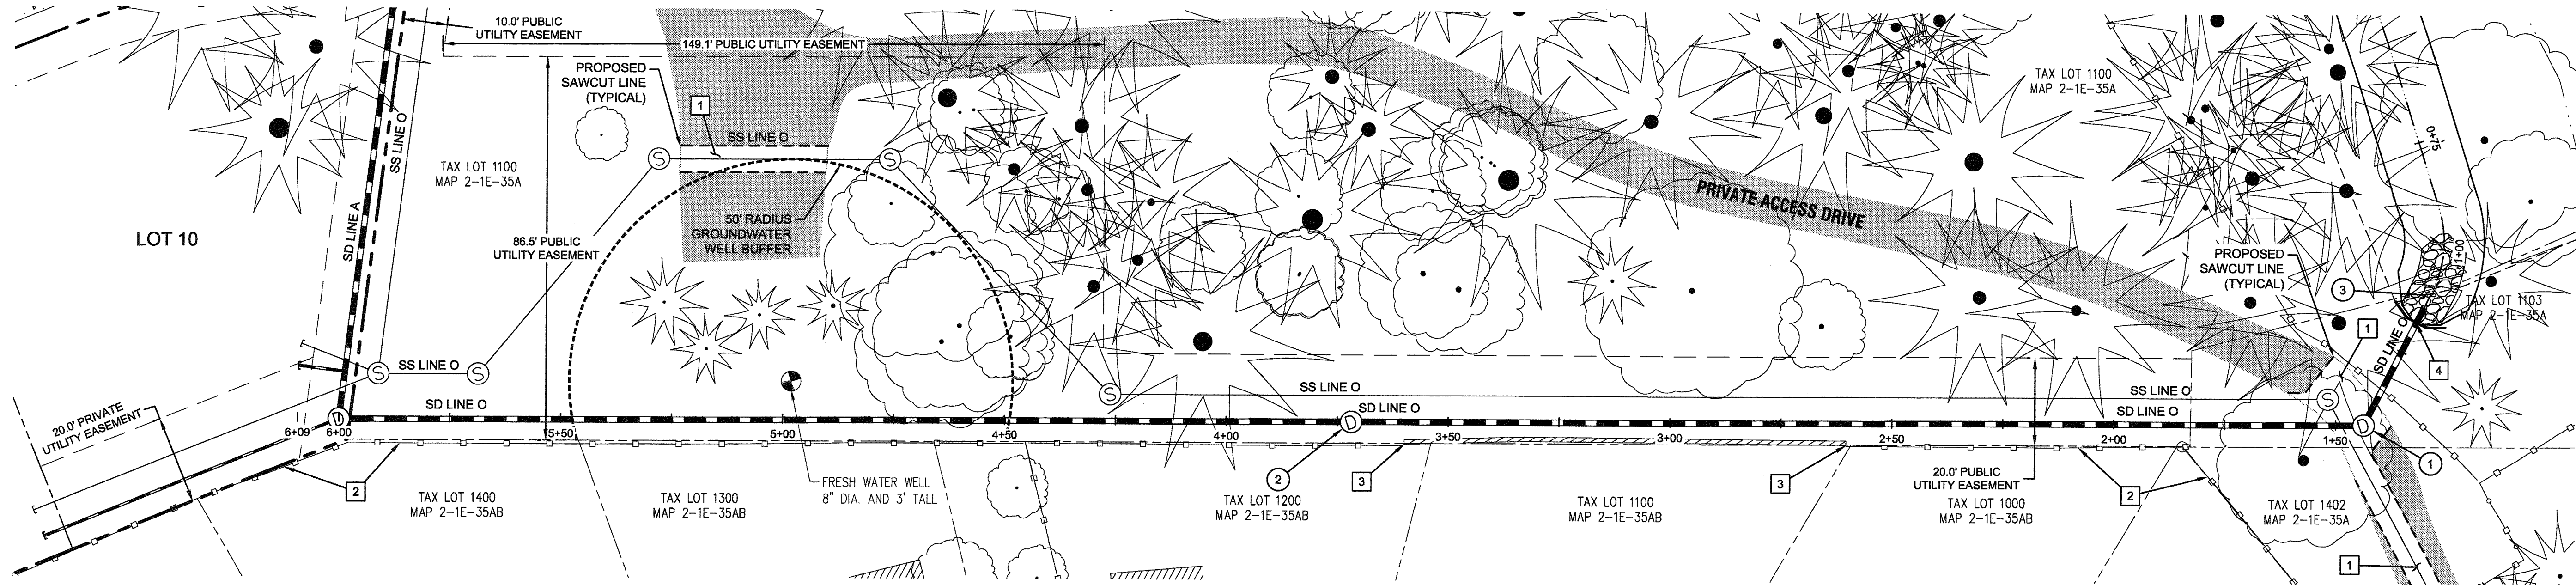 10.0' PUBLIC
UTILITY EASEMENT
149.1' PUBLIC UTILITY EASEMENT
PROPOSED
SAWCUT LINE
(TYPICAL)
1
SS LINE O
S
S
SS LINE O
SD LINE A
TAX LOT 1100
MAP 2-1E-35A
LOT 10
86.5' PUBLIC
UTILITY EASEMENT
50' RADIUS
GROUNDWATER
WELL BUFFER
PRIVATE ACCESS DRIVE
TAX LOT 1100
MAP 2-1E-35A
0+75
1+00
PROPOSED
SAWCUT LINE
(TYPICAL)
3
TAX LOT 1103
MAP 2-1E-35A
1
SD LINE O
4
S
SS LINE O
S
SD LINE O
S
SS LINE O
SD LINE O
SS LINE O
SD LINE O
S
D
D
D
20.0' PRIVATE
UTILITY EASEMENT
6+09
6+00
5+50
5+00
4+50
4+00
3+50
3+00
2+50
2+00
1+50
1
2
TAX LOT 1400
MAP 2-1E-35AB
TAX LOT 1300
MAP 2-1E-35AB
FRESH WATER WELL
8" DIA. AND 3' TALL
2
TAX LOT 1200
MAP 2-1E-35AB
3
TAX LOT 1100
MAP 2-1E-35AB
3
20.0' PUBLIC
UTILITY EASEMENT
TAX LOT 1000
MAP 2-1E-35AB
2
TAX LOT 1402
MAP 2-1E-35A
1